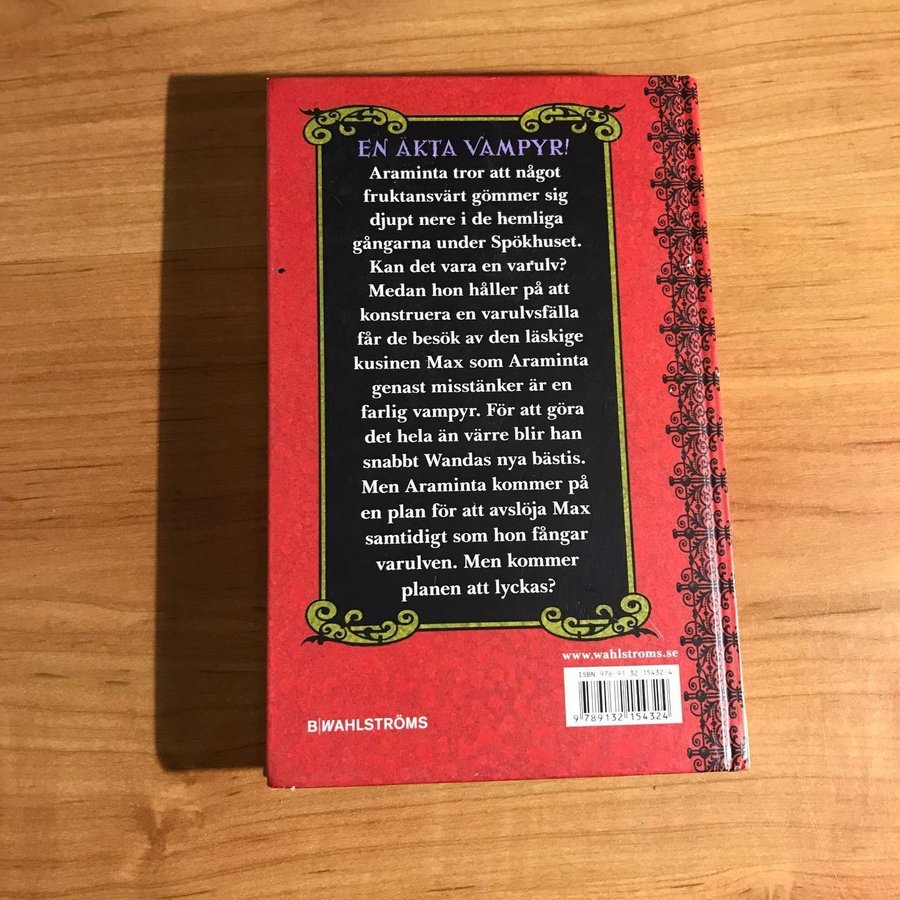 EN ÄKTA VAMPYR!
Araminta tror att något
fruktansvärt gömmer sig
djupt nere i de hemliga
gångarna under Spökhuset.
Kan det vara en varulv?
Medan hon håller på att
konstruera en varulvsfälla
får de besök av den läskige
kusinen Max som Araminta
genast misstänker är en
farlig vampyr. För att göra
det hela än värre blir han
snabbt Wandas nya bästis.
Men Araminta kommer på
en plan för att avslöja Max
samtidigt som hon fångar
varulven. Men kommer
planen att lyckas?
www.wahlstroms.se
ISBN 978-91-32-15432-4
9 789132 154324
B WAHLSTRÖMS